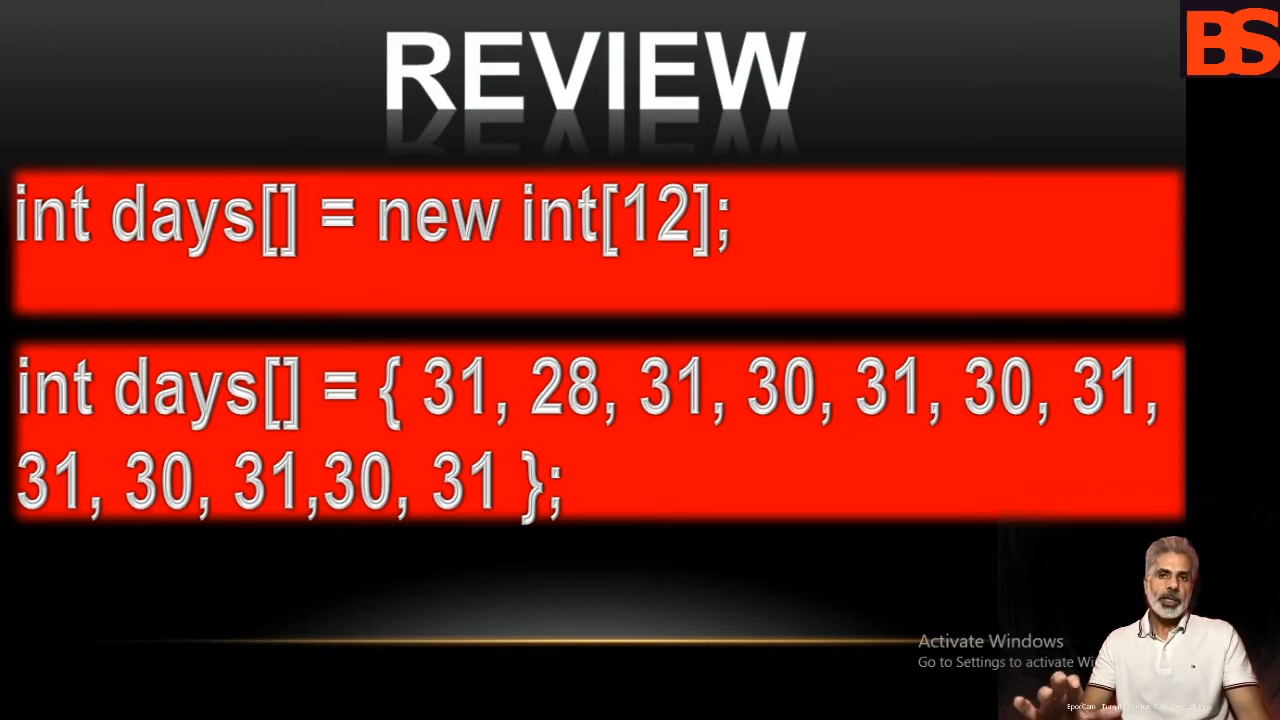 BS
REVIEW
int days[] = new int[12];
int days[] = { 31, 28, 31, 30, 31, 30, 31,
31, 30, 31,30, 31 };
Activate Windows
Go to Settings to activate
EpocCam